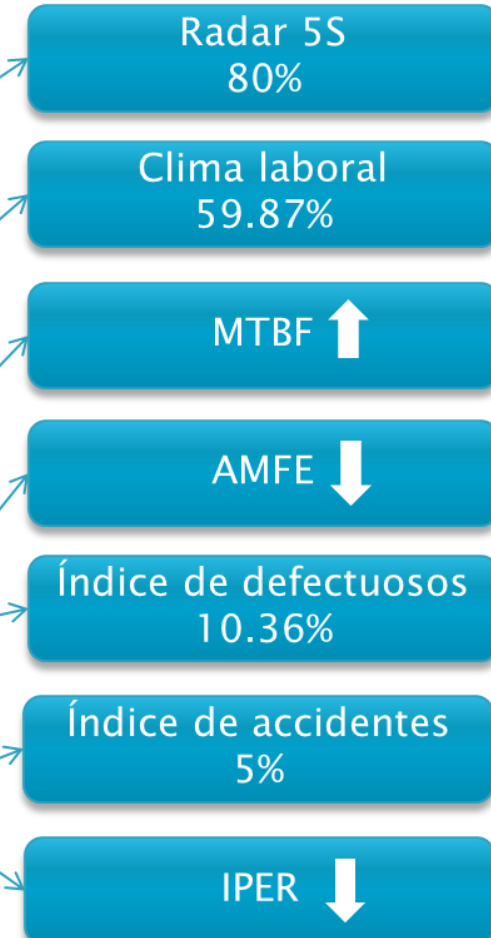 Radar 5S
80%
Clima laboral
59.87%
MTBF
AMFE
Índice de defectuosos
10.36%
Índice de accidentes
5%
IPER